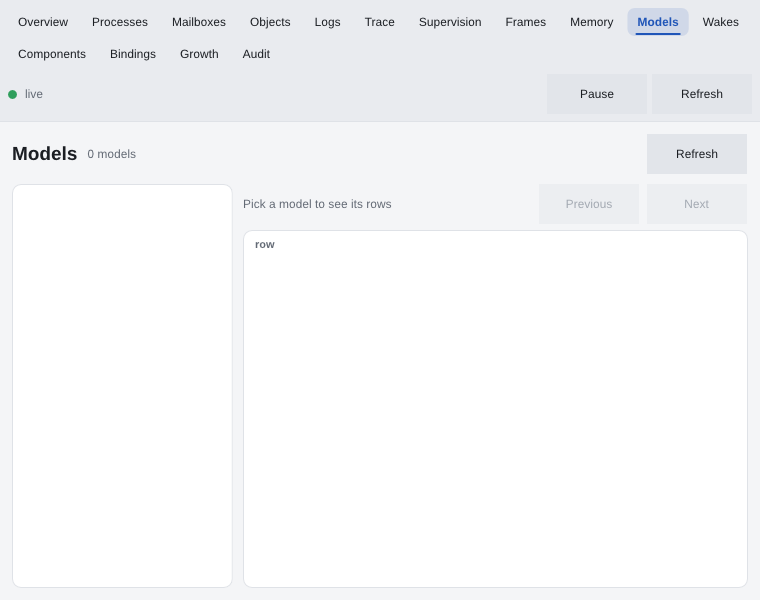 Overview Processes Mailboxes Objects Logs Trace Supervision Frames Memory Models Wakes
Components Bindings Growth Audit
live Pause Refresh
Models 0 models Refresh
Pick a model to see its rows Previous Next
row